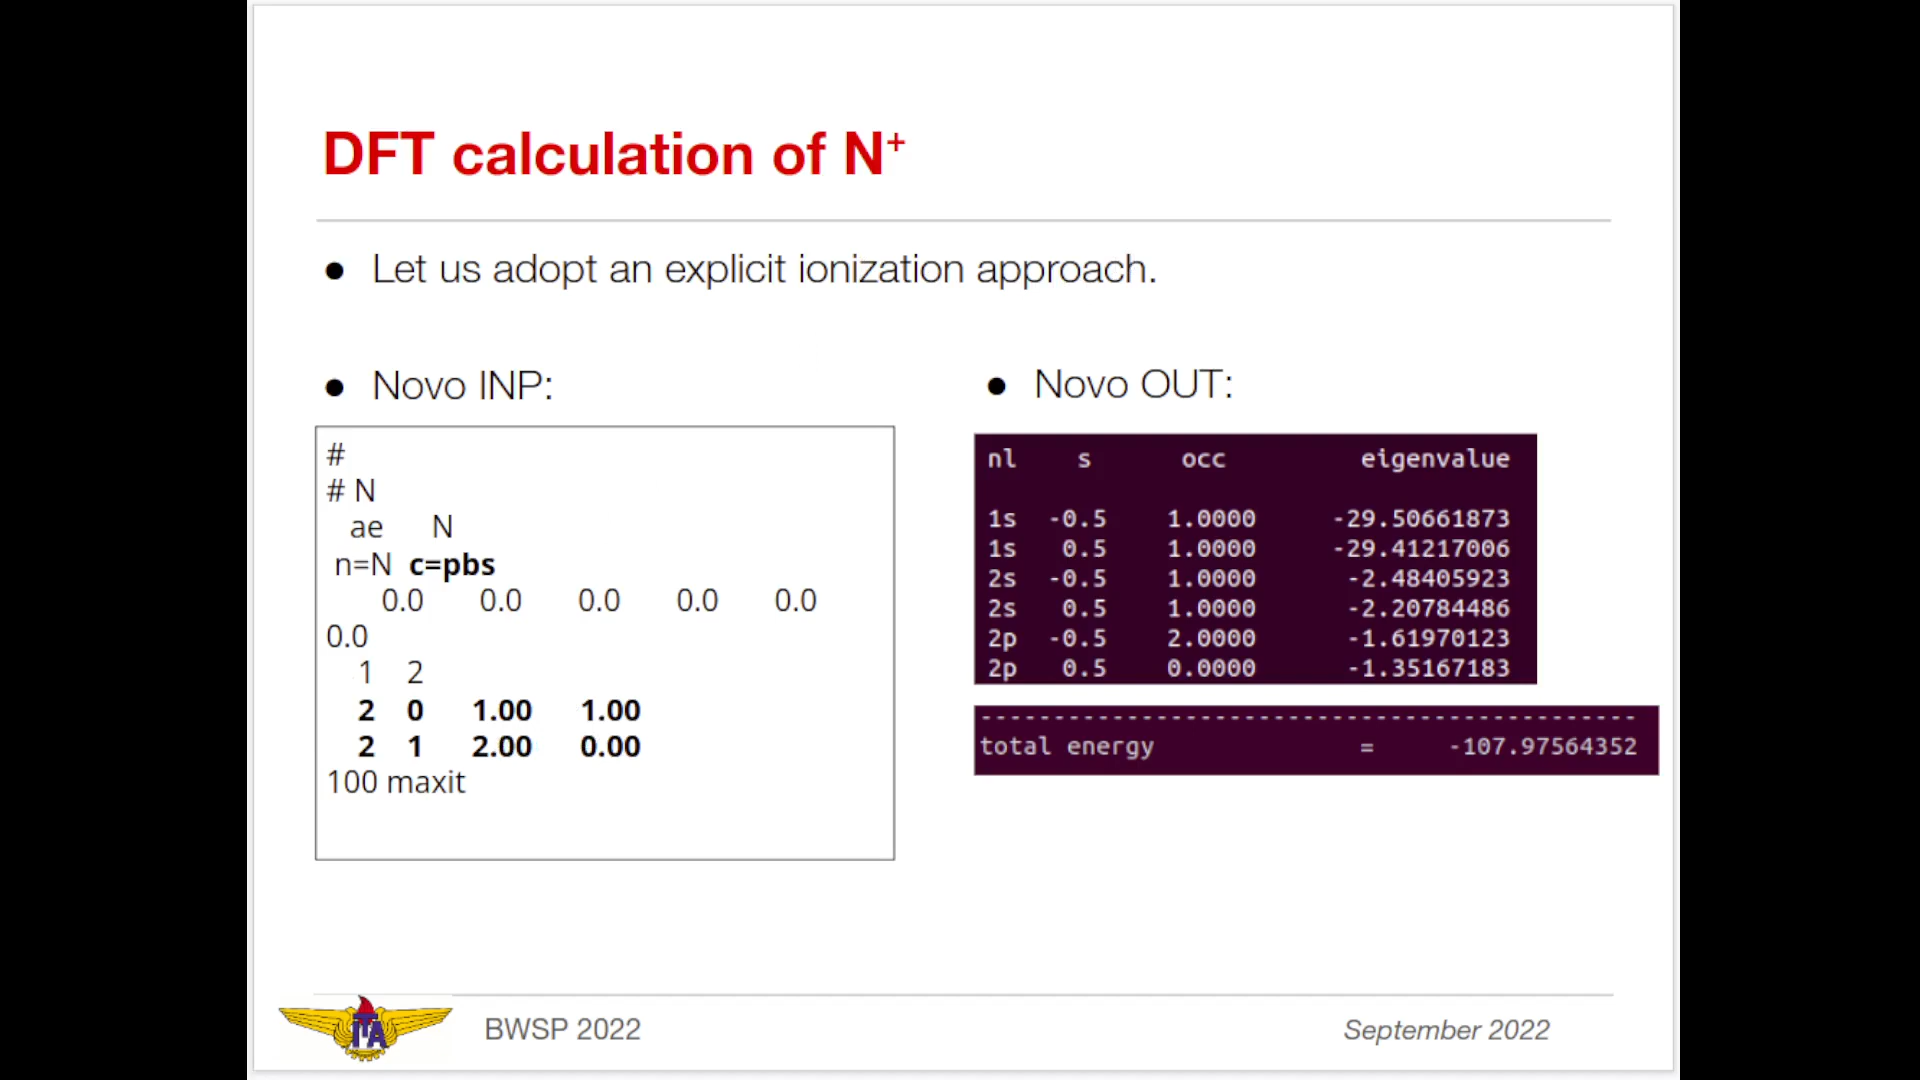 DFT calculation of N⁺
● Let us adopt an explicit ionization approach.
● Novo INP:
#
# N
ae N
n=N c=pbs
0.0 0.0 0.0 0.0 0.0
0.0
1 2
2 0 1.00 1.00
2 1 2.00 0.00
100 maxit
● Novo OUT:
nl s occ eigenvalue
1s -0.5 1.0000 -29.50661873
1s 0.5 1.0000 -29.41217006
2s -0.5 1.0000 -2.48405923
2s 0.5 1.0000 -2.20784486
2p -0.5 2.0000 -1.61970123
2p 0.5 0.0000 -1.35167183
---------------------------------------------
total energy = -107.97564352
ITA
BWSP 2022
September 2022